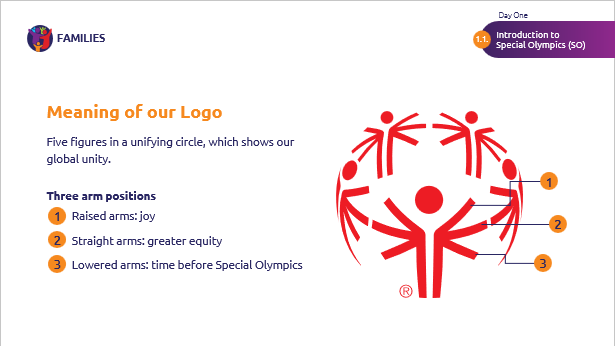 Day One
FAMILIES
1.1.
Introduction to
Special Olympics (SO)
Meaning of our Logo
Five figures in a unifying circle, which shows our
global unity.
Three arm positions
1 Raised arms: joy
2 Straight arms: greater equity
3 Lowered arms: time before Special Olympics
1
2
3
®